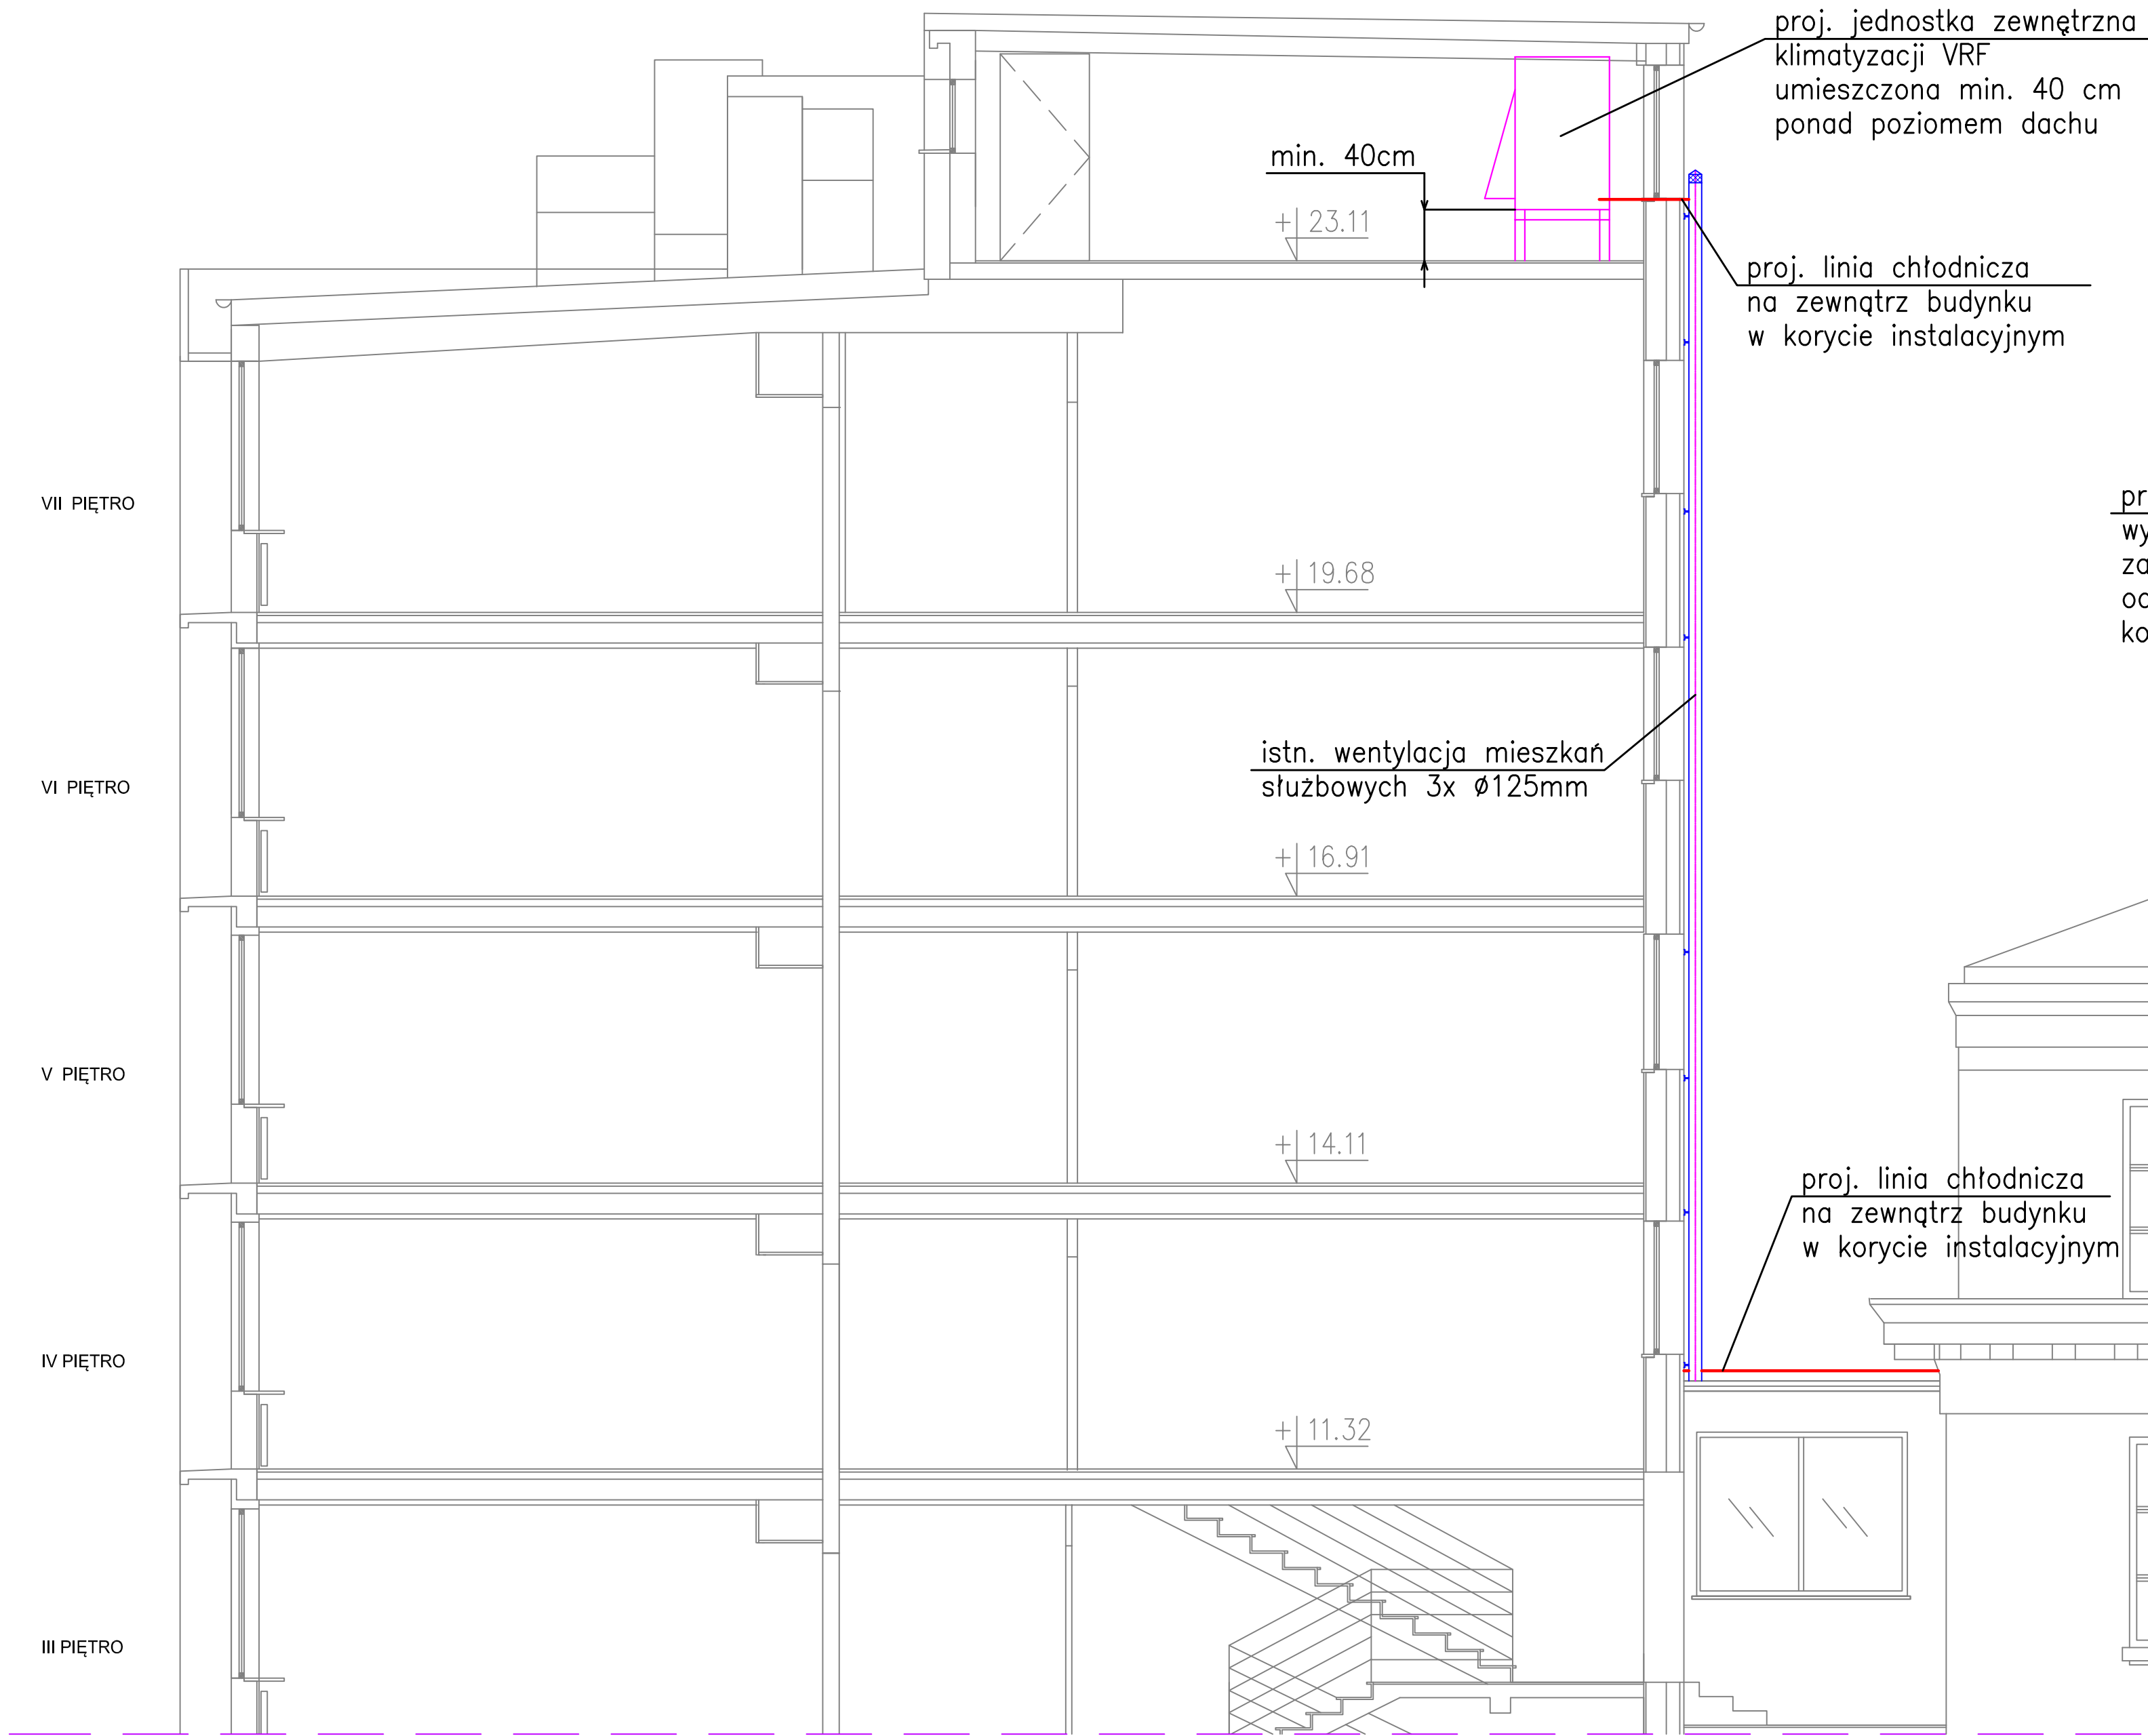 proj. jednostka zewnętrzna
klimatyzacji VRF
umieszczona min. 40 cm
ponad poziomem dachu
min. 40cm
+ 23.11
proj. linia chłodnicza
na zewnątrz budynku
w korycie instalacyjnym
VII PIĘTRO
+ 19.68
istn. wentylacja mieszkań
służbowych 3x Ø125mm
VI PIĘTRO
+ 16.91
V PIĘTRO
+ 14.11
proj. linia chłodnicza
na zewnątrz budynku
w korycie instalacyjnym
IV PIĘTRO
+ 11.32
III PIĘTRO